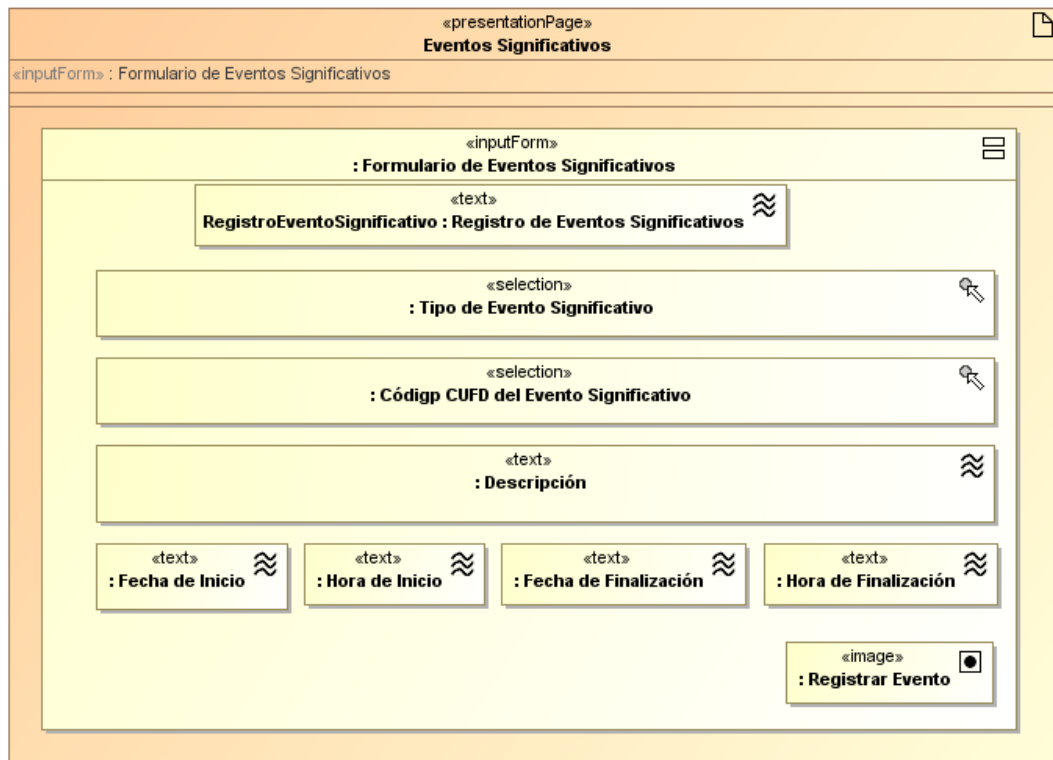 «presentationPage»
Eventos Significativos
«inputForm» : Formulario de Eventos Significativos
«inputForm»
: Formulario de Eventos Significativos
«text»
RegistroEventoSignificativo : Registro de Eventos Significativos
«selection»
: Tipo de Evento Significativo
«selection»
: Códigp CUFD del Evento Significativo
«text»
: Descripción
«text» «text» «text» «text»
: Fecha de Inicio : Hora de Inicio : Fecha de Finalización : Hora de Finalización
«image»
: Registrar Evento